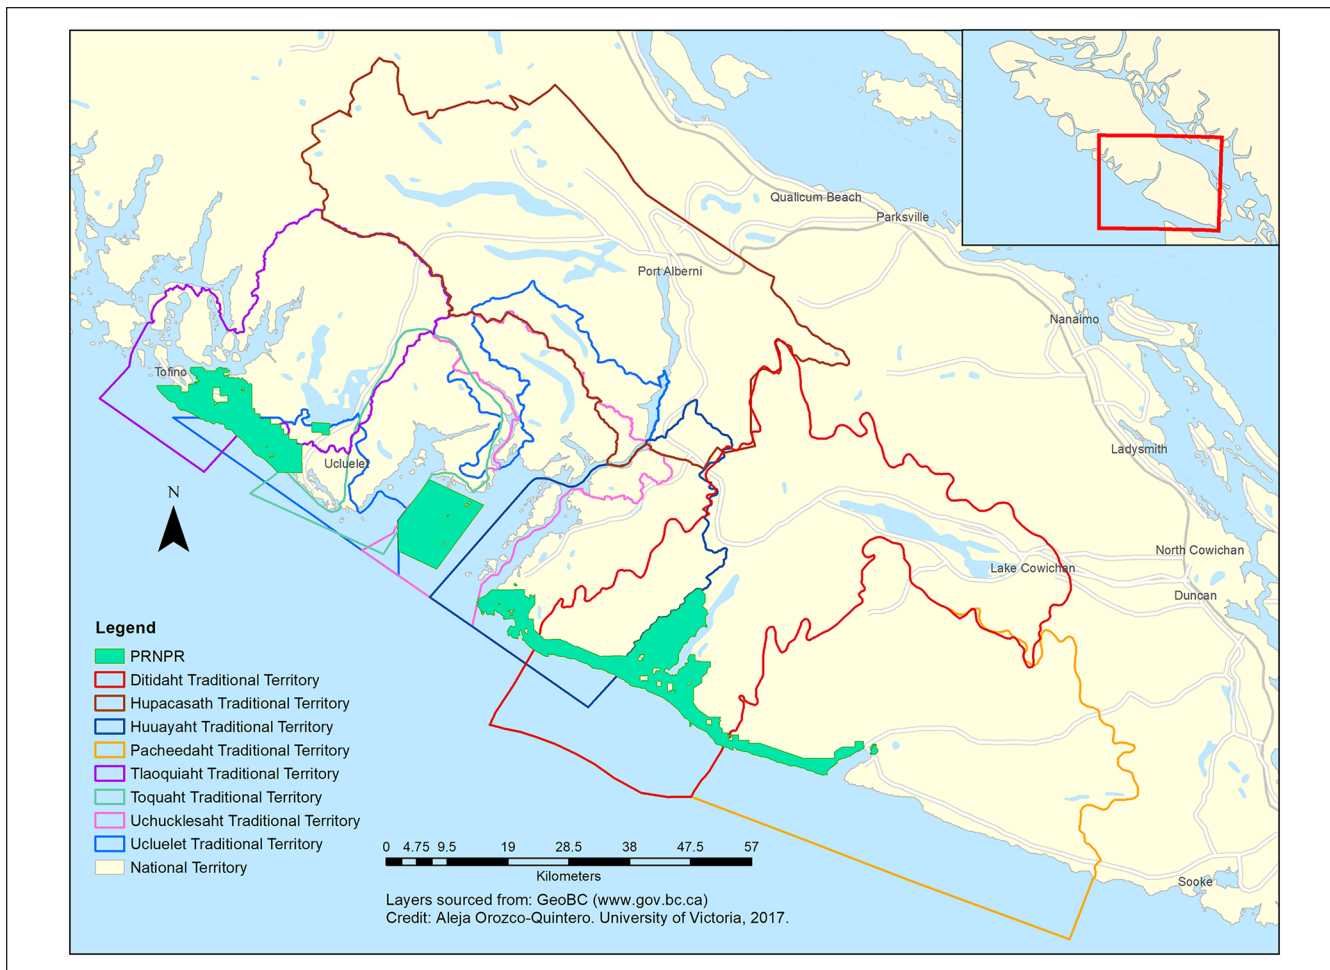 Qualicum Beach
Parksville
Port Alberni
Nanaimo
Tofino
Ladysmith
Ucluelet
N
North Cowichan
Lake Cowichan
Duncan
Sooke
Legend
PRNPR
Ditidaht Traditional Territory
Hupacasath Traditional Territory
Huuayaht Traditional Territory
Pacheedaht Traditional Territory
Tlaoquiaht Traditional Territory
Toquaht Traditional Territory
Uchucklesaht Traditional Territory
Ucluelet Traditional Territory
National Territory
0 4.75 9.5 19 28.5 38 47.5 57
Kilometers
Layers sourced from: GeoBC (www.gov.bc.ca)
Credit: Aleja Orozco-Quintero. University of Victoria, 2017.